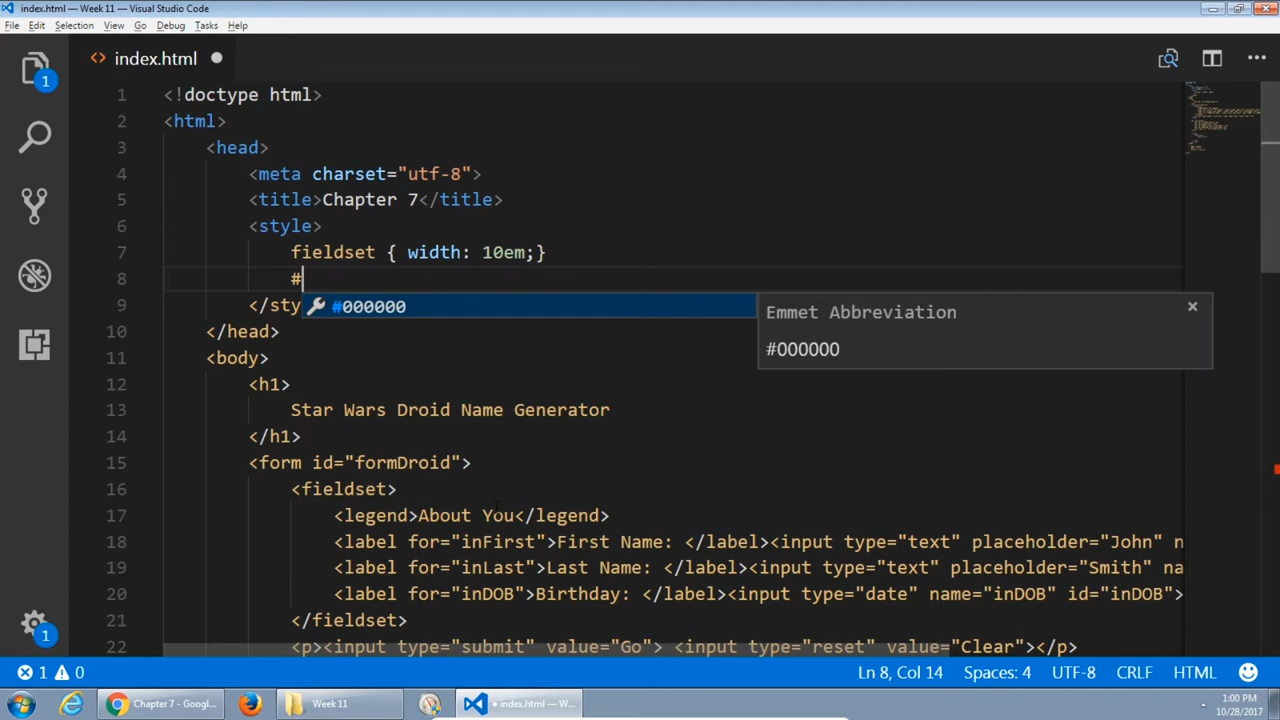 index.html — Week 11 — Visual Studio Code
File Edit Selection View Go Debug Tasks Help
1
<> index.html
1 <!doctype html>
2 <html>
3 <head>
4 <meta charset="utf-8">
5 <title>Chapter 7</title>
6 <style>
7 fieldset { width: 10em;}
8 #
9 </sty
#000000
Emmet Abbreviation
#000000
10 </head>
11 <body>
12 <h1>
13 Star Wars Droid Name Generator
14 </h1>
15 <form id="formDroid">
16 <fieldset>
17 <legend>About You</legend>
18 <label for="inFirst">First Name: </label><input type="text" placeholder="John" n
19 <label for="inLast">Last Name: </label><input type="text" placeholder="Smith" na
20 <label for="inDOB">Birthday: </label><input type="date" name="inDOB" id="inDOB">
21 </fieldset>
22 <p><input type="submit" value="Go"> <input type="reset" value="Clear"></p>
1
1 0
Ln 8, Col 14 Spaces: 4 UTF-8 CRLF HTML
Chapter 7 - Googl...
Week 11
index.html — W...
1:00 PM
10/28/2017